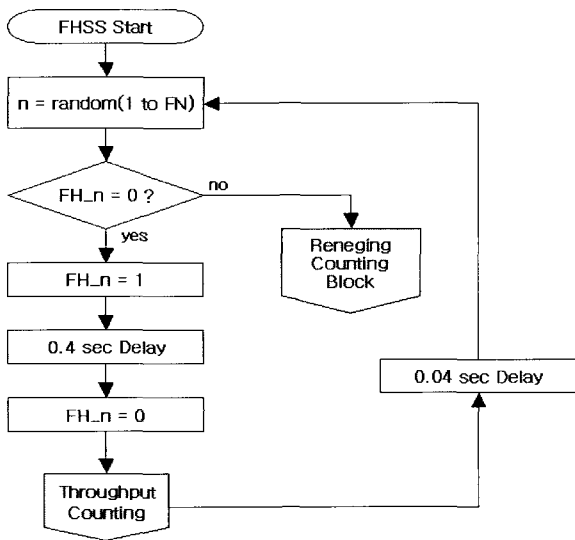 FHSS Start
n = random(1 to FN)
FH_n = 0 ?
no
yes
Reneging
Counting
Block
FH_n = 1
0.4 sec Delay
0.04 sec Delay
FH_n = 0
Throughput
Counting